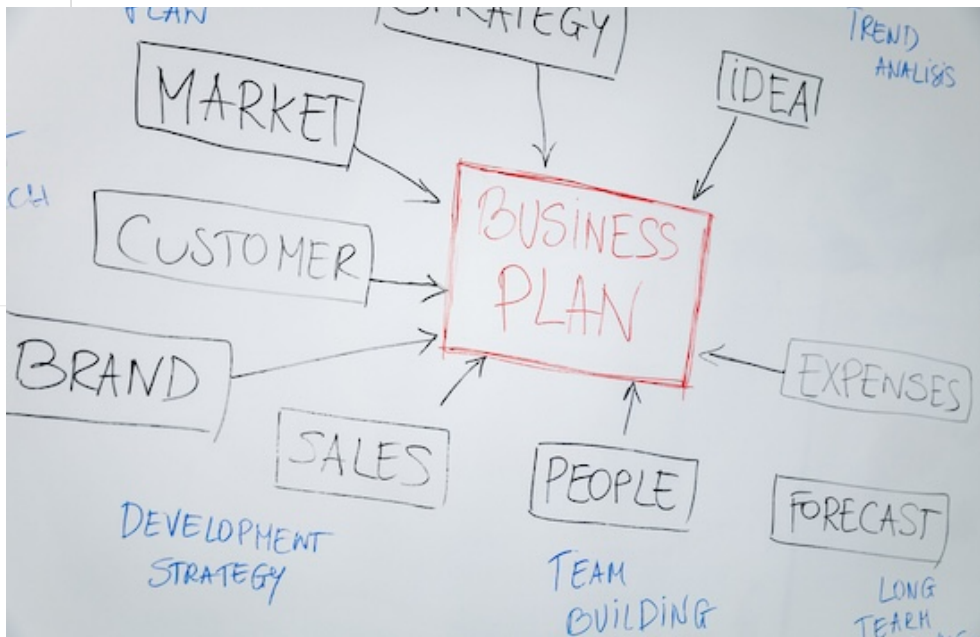 PLAN
STRATEGY
TREND
ANALISIS
MARKET
IDEA
CUSTOMER
BUSINESS
PLAN
BRAND
EXPENSES
SALES
PEOPLE
FORECAST
DEVELOPMENT
STRATEGY
TEAM
BUILDING
LONG
TEARM